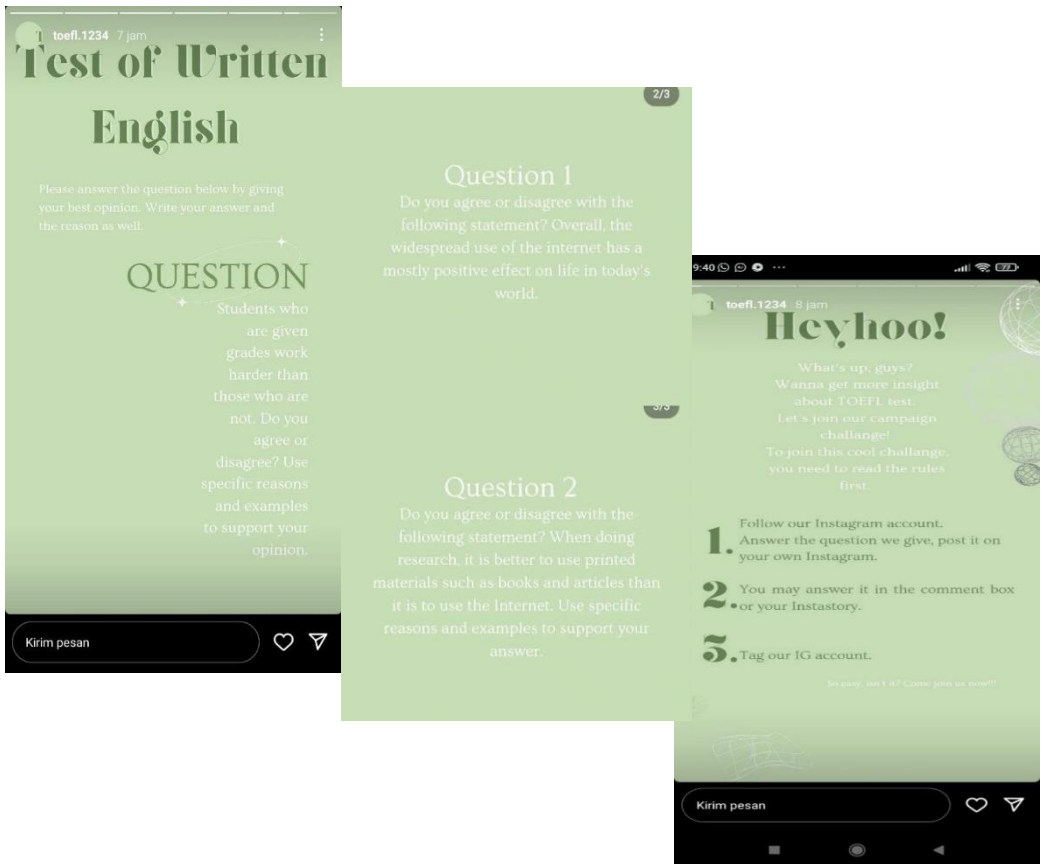 toefl.1234 7 jam
Test of Written
English
Please answer the question below by giving
your best opinion. Write your answer and
the reason as well.
QUESTION
Students who
are given
grades work
harder than
those who are
not. Do you
agree or
disagree? Use
specific reasons
and examples
to support your
opinion.
Kirim pesan
2/3
Question 1
Do you agree or disagree with the
following statement? Overall, the
widespread use of the internet has a
mostly positive effect on life in today's
world.
3/3
Question 2
Do you agree or disagree with the
following statement? When doing
research, it is better to use printed
materials such as books and articles than
it is to use the Internet. Use specific
reasons and examples to support your
answer.
9:40
77
toefl.1234 8 jam
Heyhoo!
What's up, guys?
Wanna get more insight
about TOEFL test.
Let's join our campaign
challange!
To join this cool challange,
you need to read the rules
first.
1. Follow our Instagram account.
Answer the question we give, post it on
your own Instagram.
2. You may answer it in the comment box
or your Instastory.
3. Tag our IG account.
So easy, isn't it? Come join us now!!!
Kirim pesan